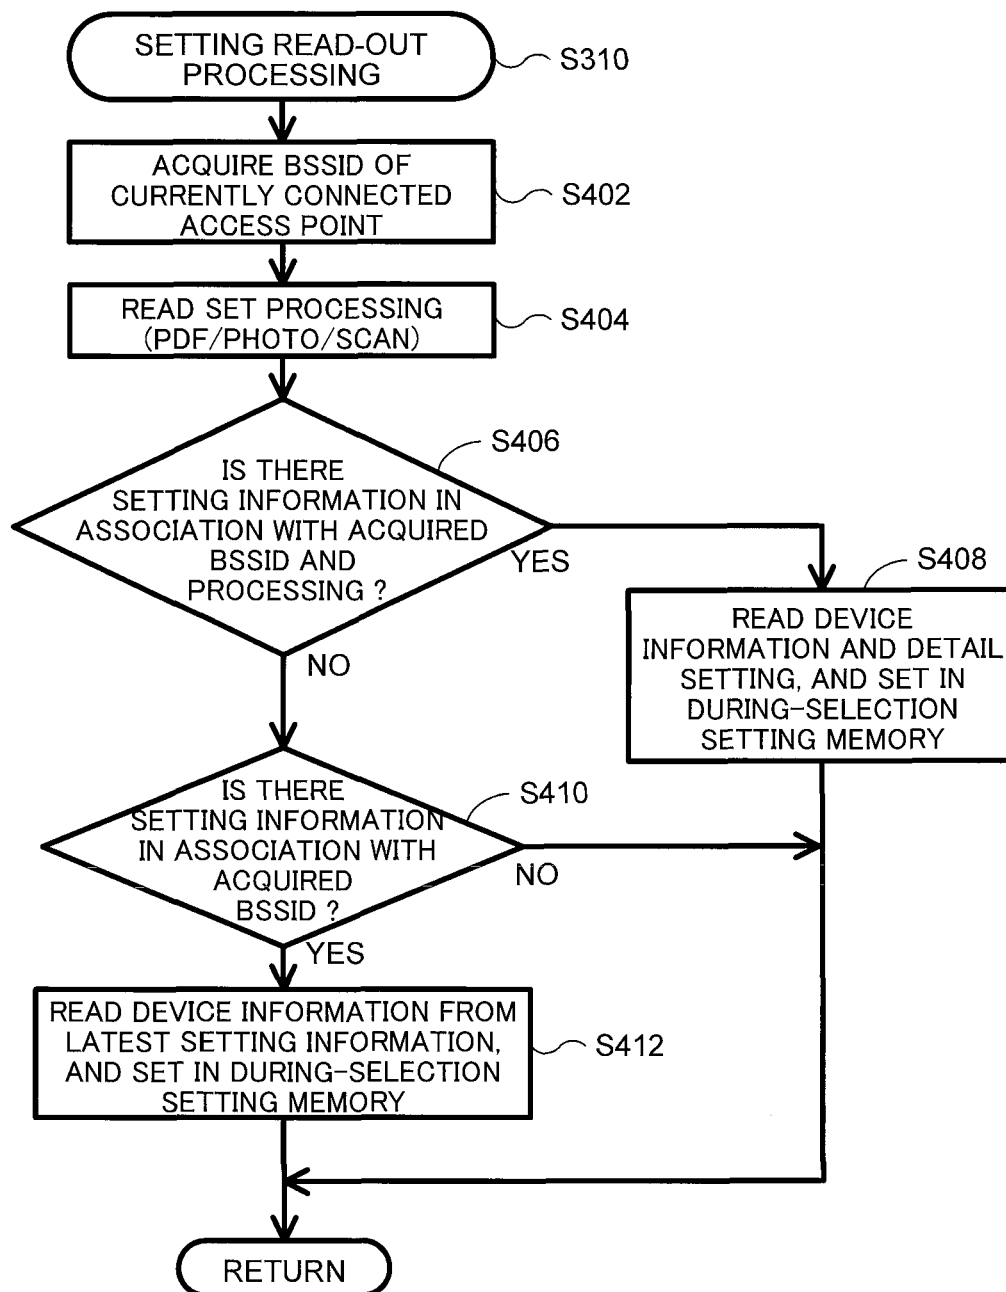 SETTING READ-OUT
PROCESSING
S310
ACQUIRE BSSID OF
CURRENTLY CONNECTED
ACCESS POINT
S402
READ SET PROCESSING
(PDF/PHOTO/SCAN)
S404
S406
IS THERE
SETTING INFORMATION IN
ASSOCIATION WITH ACQUIRED
BSSID AND
PROCESSING ?
YES
NO
S408
READ DEVICE
INFORMATION AND DETAIL
SETTING, AND SET IN
DURING-SELECTION
SETTING MEMORY
S410
IS THERE
SETTING INFORMATION
IN ASSOCIATION WITH
ACQUIRED
BSSID ?
NO
YES
READ DEVICE INFORMATION FROM
LATEST SETTING INFORMATION,
AND SET IN DURING-SELECTION
SETTING MEMORY
S412
RETURN